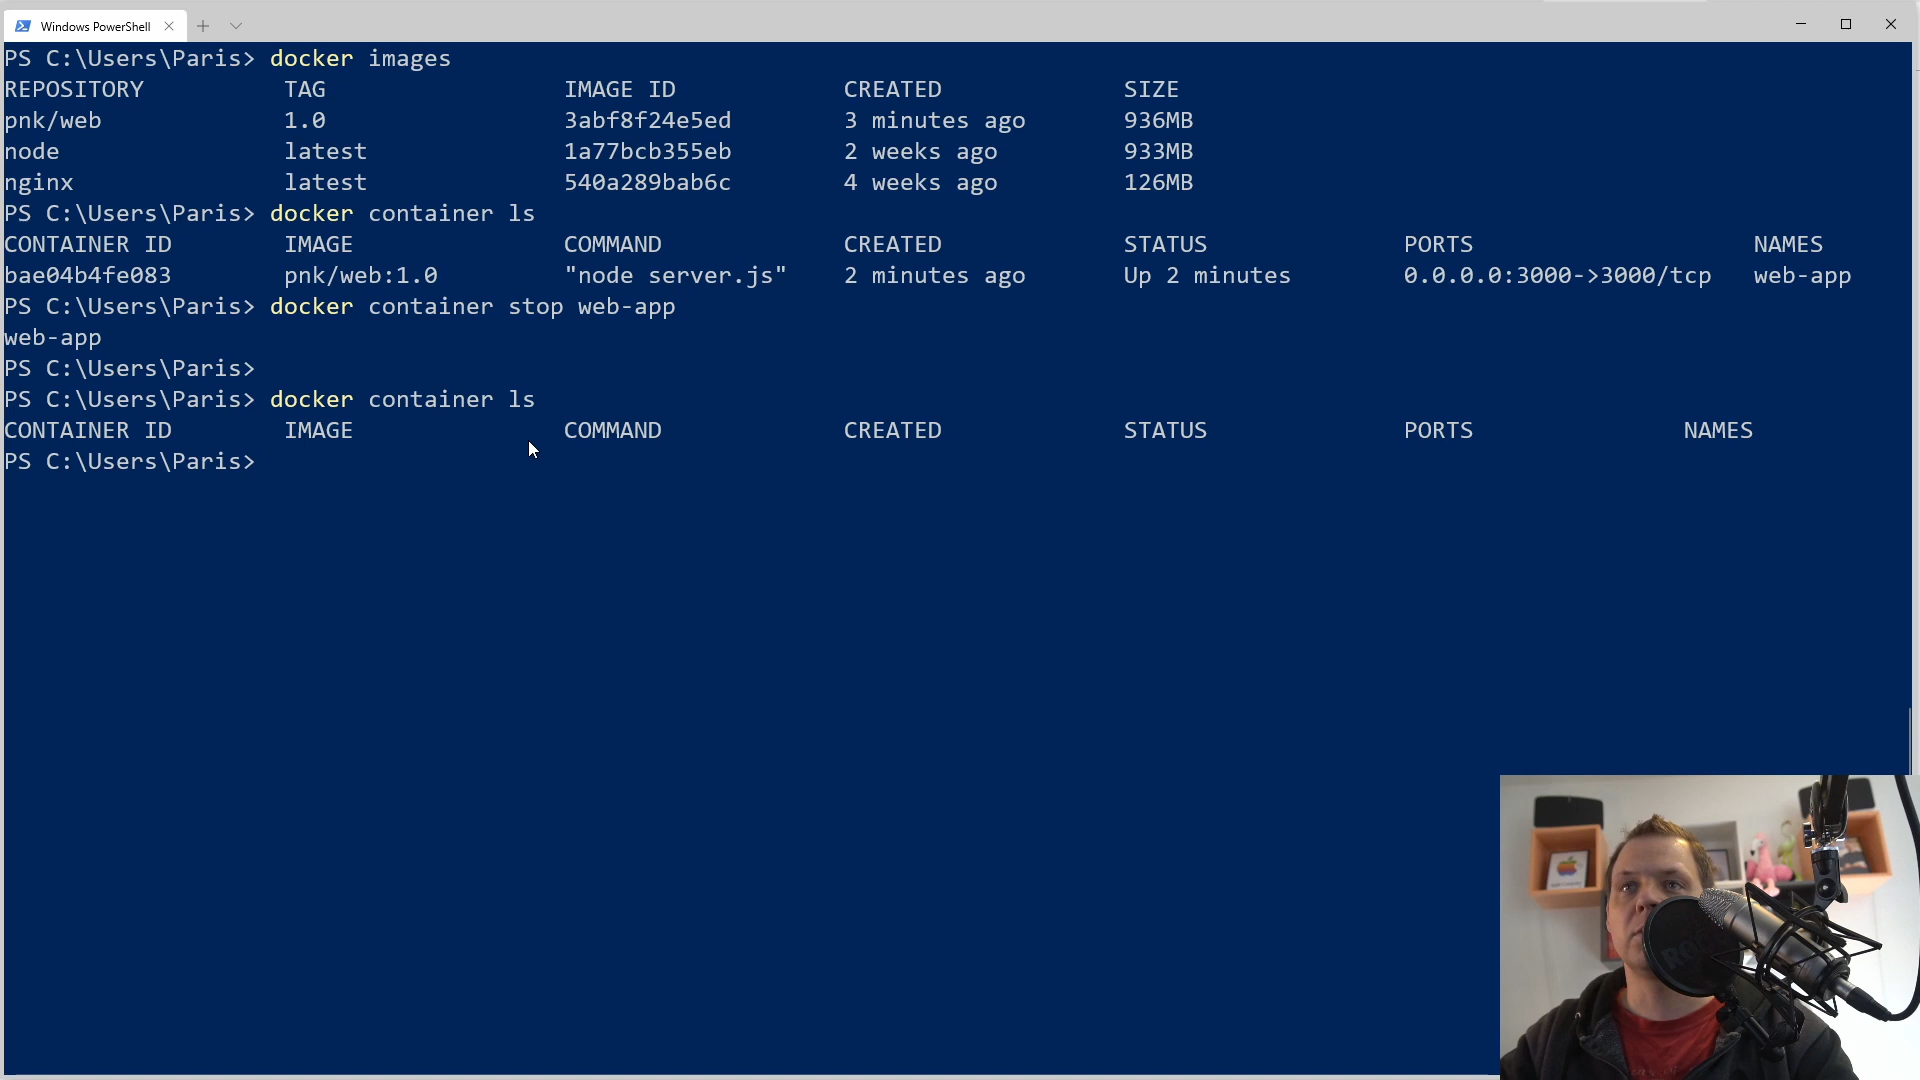 Windows PowerShell
PS C:\Users\Paris> docker images
REPOSITORY TAG IMAGE ID CREATED SIZE
pnk/web 1.0 3abf8f24e5ed 3 minutes ago 936MB
node latest 1a77bcb355eb 2 weeks ago 933MB
nginx latest 540a289bab6c 4 weeks ago 126MB
PS C:\Users\Paris> docker container ls
CONTAINER ID IMAGE COMMAND CREATED STATUS PORTS NAMES
bae04b4fe083 pnk/web:1.0 "node server.js" 2 minutes ago Up 2 minutes 0.0.0.0:3000->3000/tcp web-app
PS C:\Users\Paris> docker container stop web-app
web-app
PS C:\Users\Paris>
PS C:\Users\Paris> docker container ls
CONTAINER ID IMAGE COMMAND CREATED STATUS PORTS NAMES
PS C:\Users\Paris>